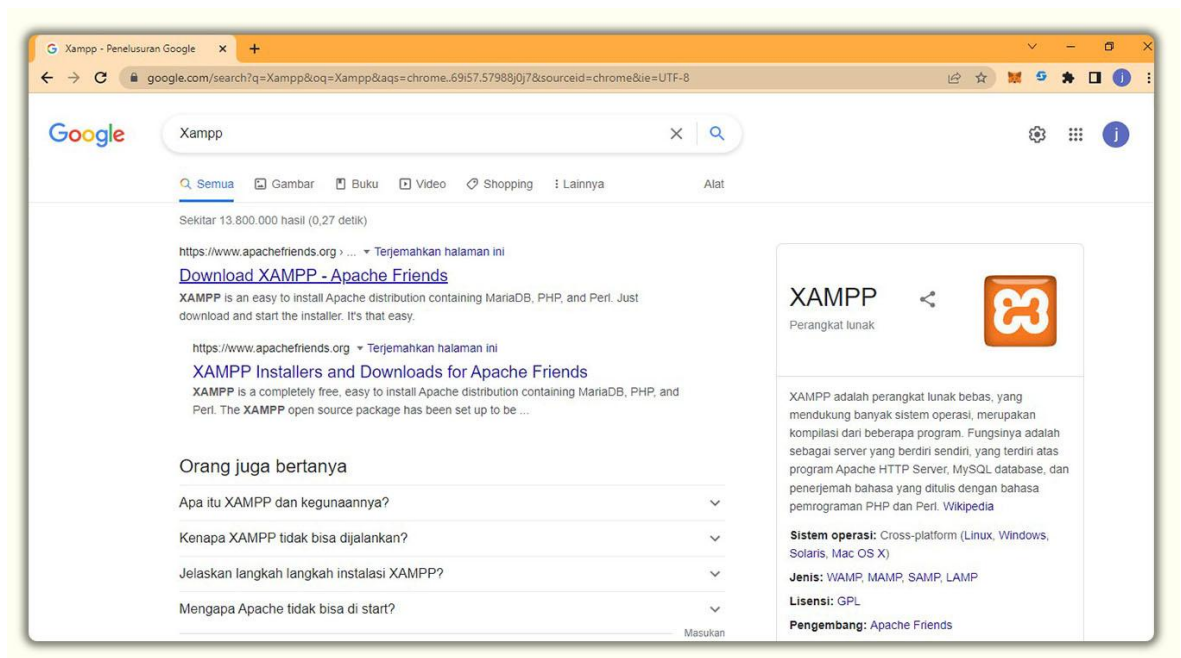 Xampp - Penelusuran Google
google.com/search?q=Xampp&oq=Xampp&aqs=chrome..69i57.57988j0j7&sourceid=chrome&ie=UTF-8
Google
Xampp
j
Semua Gambar Buku Video Shopping Lainnya Alat
Sekitar 13.800.000 hasil (0,27 detik)
https://www.apachefriends.org › ... Terjemahkan halaman ini
Download XAMPP - Apache Friends
XAMPP is an easy to install Apache distribution containing MariaDB, PHP, and Perl. Just
download and start the installer. It's that easy.
https://www.apachefriends.org Terjemahkan halaman ini
XAMPP Installers and Downloads for Apache Friends
XAMPP is a completely free, easy to install Apache distribution containing MariaDB, PHP, and
Perl. The XAMPP open source package has been set up to be ...
Orang juga bertanya
Apa itu XAMPP dan kegunaannya?
Kenapa XAMPP tidak bisa dijalankan?
Jelaskan langkah langkah instalasi XAMPP?
Mengapa Apache tidak bisa di start?
Masukan
XAMPP
Perangkat lunak
XAMPP adalah perangkat lunak bebas, yang
mendukung banyak sistem operasi, merupakan
kompilasi dari beberapa program. Fungsinya adalah
sebagai server yang berdiri sendiri, yang terdiri atas
program Apache HTTP Server, MySQL database, dan
penerjemah bahasa yang ditulis dengan bahasa
pemrograman PHP dan Perl. Wikipedia
Sistem operasi: Cross-platform (Linux, Windows,
Solaris, Mac OS X)
Jenis: WAMP, MAMP, SAMP, LAMP
Lisensi: GPL
Pengembang: Apache Friends